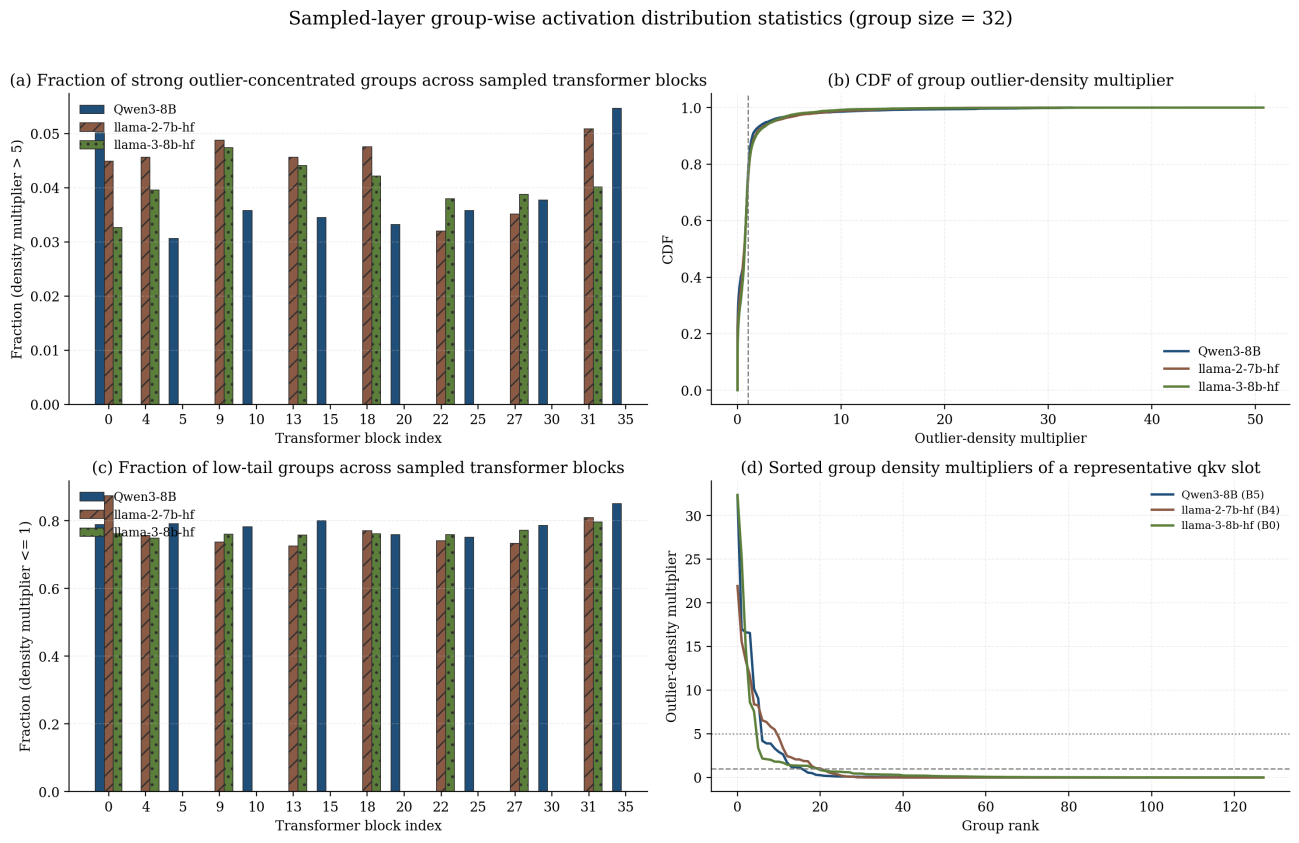 Sampled-layer group-wise activation distribution statistics (group size = 32)
(a) Fraction of strong outlier-concentrated groups across sampled transformer blocks
Fraction (density multiplier > 5)
0.05
0.04
0.03
0.02
0.01
0.00
Qwen3-8B
llama-2-7b-hf
llama-3-8b-hf
0 4 5 9 10 13 15 18 20 22 25 27 30 31 35
Transformer block index
(b) CDF of group outlier-density multiplier
CDF
1.0
0.8
0.6
0.4
0.2
0.0
Qwen3-8B
llama-2-7b-hf
llama-3-8b-hf
0 10 20 30 40 50
Outlier-density multiplier
(c) Fraction of low-tail groups across sampled transformer blocks
Fraction (density multiplier <= 1)
0.8
0.6
0.4
0.2
0.0
Qwen3-8B
llama-2-7b-hf
llama-3-8b-hf
0 4 5 9 10 13 15 18 20 22 25 27 30 31 35
Transformer block index
(d) Sorted group density multipliers of a representative qkv slot
Outlier-density multiplier
30
25
20
15
10
5
0
Qwen3-8B (B5)
llama-2-7b-hf (B4)
llama-3-8b-hf (B0)
0 20 40 60 80 100 120
Group rank